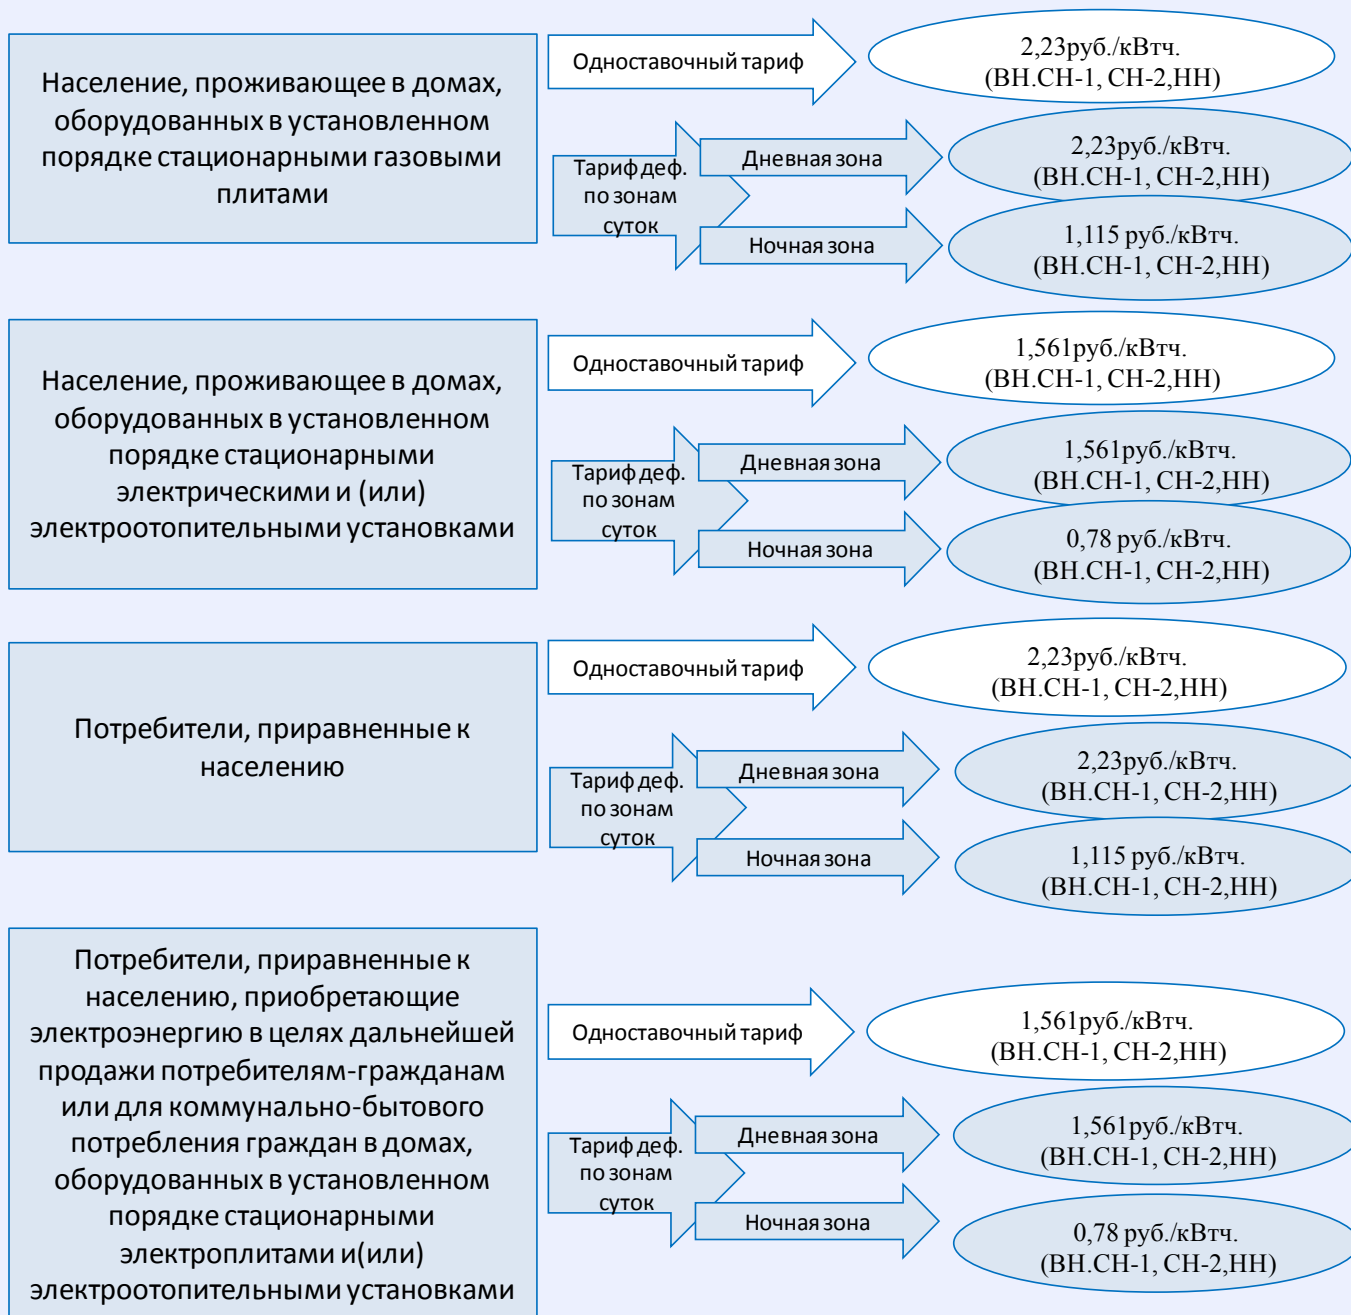 Население, проживающее в домах,
оборудованных в установленном
порядке стационарными газовыми
плитами
Одноставочный тариф
2,23руб./кВтч.
(ВН.СН-1, СН-2,НН)
Тариф деф.
по зонам
суток
Дневная зона
2,23руб./кВтч.
(ВН.СН-1, СН-2,НН)
Ночная зона
1,115 руб./кВтч.
(ВН.СН-1, СН-2,НН)
Население, проживающее в домах,
оборудованных в установленном
порядке стационарными
электрическими и (или)
электроотопительными установками
Одноставочный тариф
1,561руб./кВтч.
(ВН.СН-1, СН-2,НН)
Тариф деф.
по зонам
суток
Дневная зона
1,561руб./кВтч.
(ВН.СН-1, СН-2,НН)
Ночная зона
0,78 руб./кВтч.
(ВН.СН-1, СН-2,НН)
Потребители, приравненные к
населению
Одноставочный тариф
2,23руб./кВтч.
(ВН.СН-1, СН-2,НН)
Тариф деф.
по зонам
суток
Дневная зона
2,23руб./кВтч.
(ВН.СН-1, СН-2,НН)
Ночная зона
1,115 руб./кВтч.
(ВН.СН-1, СН-2,НН)
Потребители, приравненные к
населению, приобретающие
электроэнергию в целях дальнейшей
продажи потребителям-гражданам
или для коммунально-бытового
потребления граждан в домах,
оборудованных в установленном
порядке стационарными
электроплитами и(или)
электроотопительными установками
Одноставочный тариф
1,561руб./кВтч.
(ВН.СН-1, СН-2,НН)
Тариф деф.
по зонам
суток
Дневная зона
1,561руб./кВтч.
(ВН.СН-1, СН-2,НН)
Ночная зона
0,78 руб./кВтч.
(ВН.СН-1, СН-2,НН)